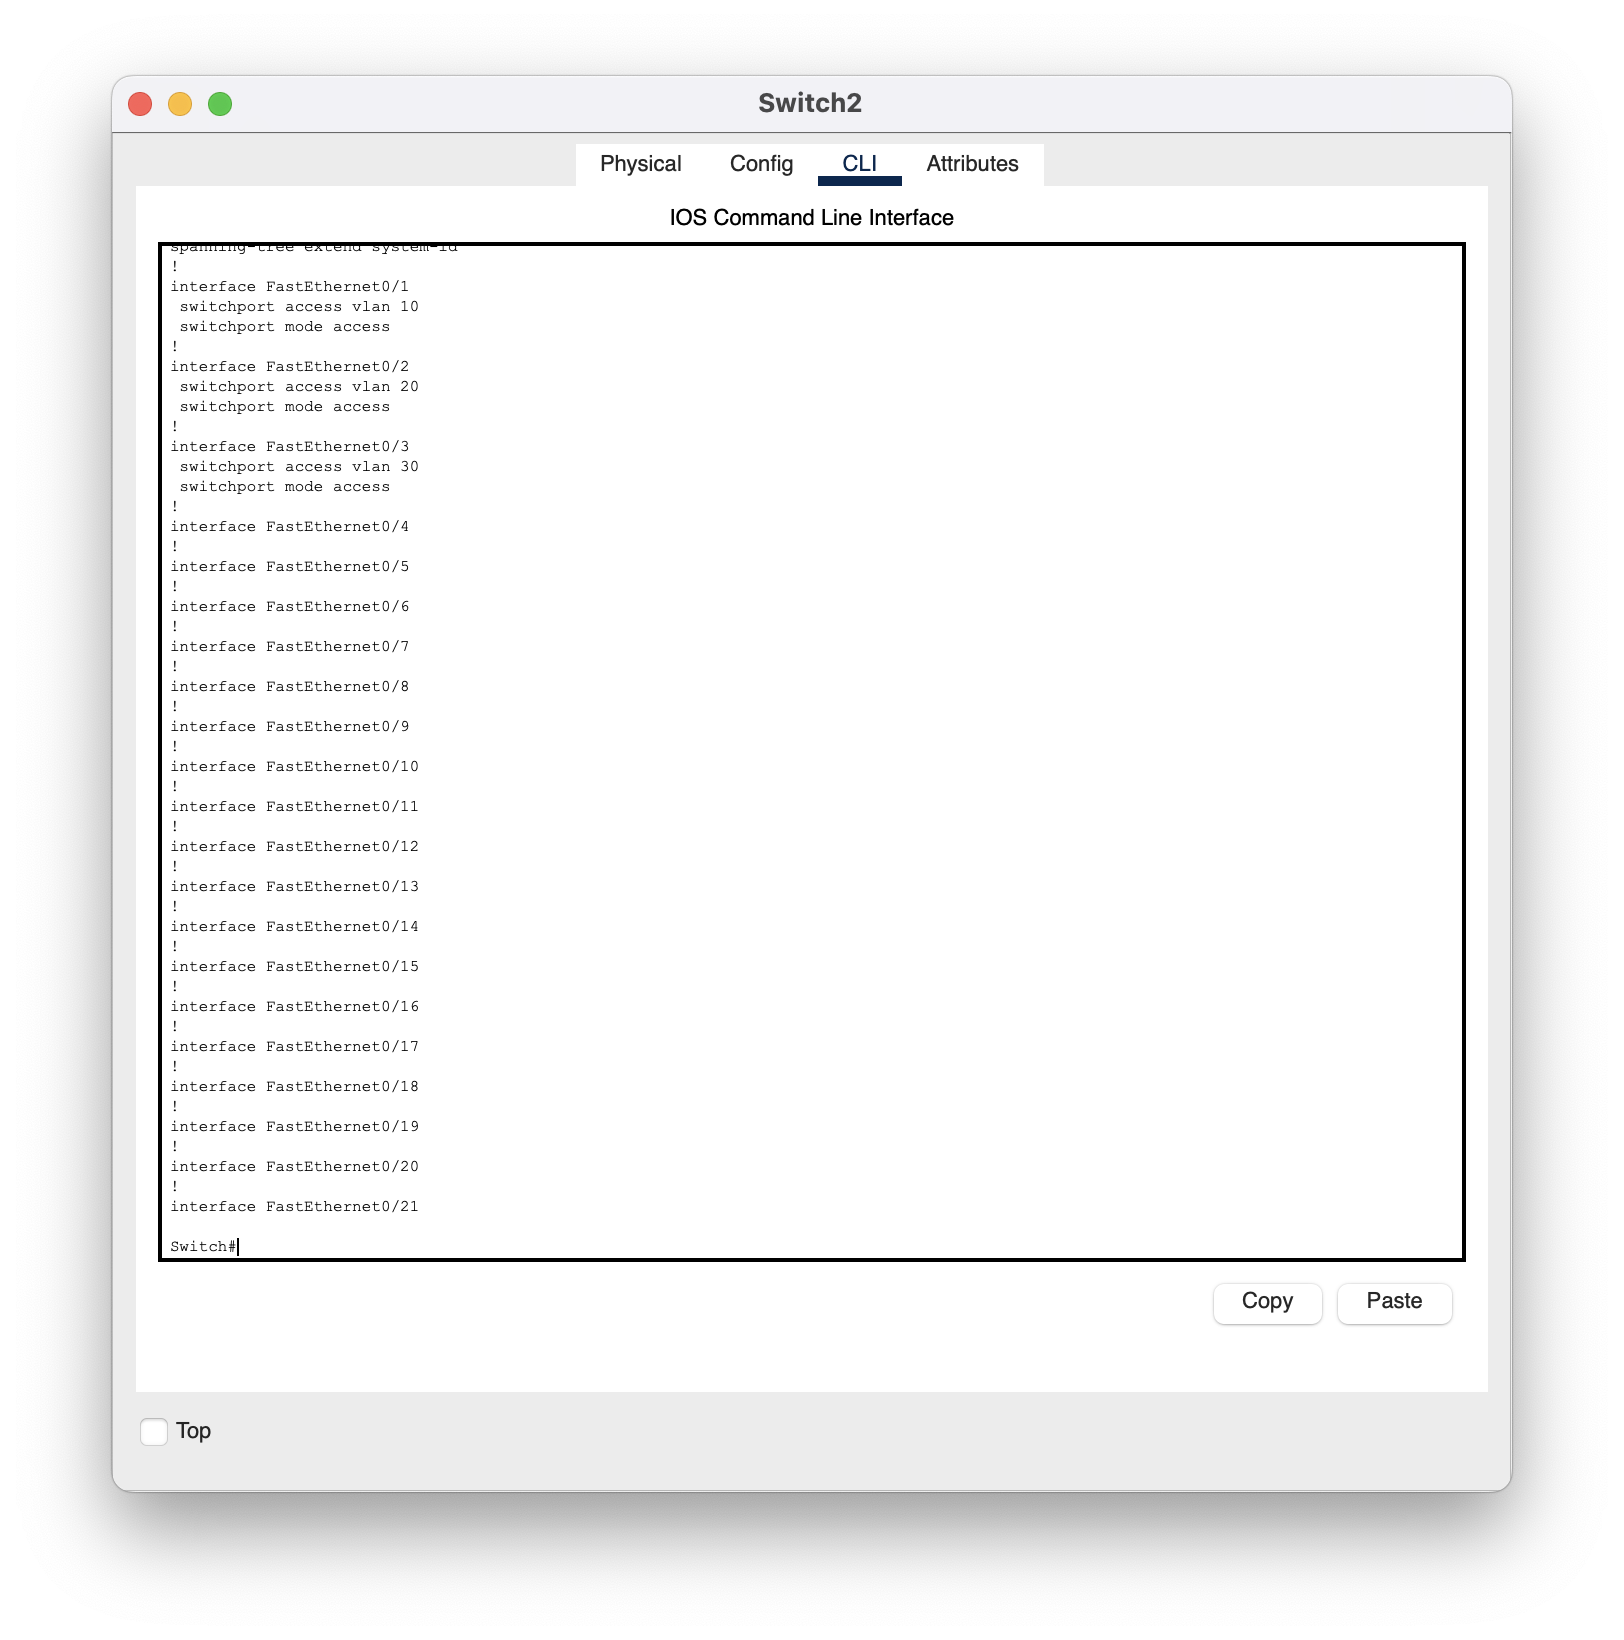 Switch2
Physical Config CLI Attributes
IOS Command Line Interface
spanning-tree extend system-id
!
interface FastEthernet0/1
 switchport access vlan 10
 switchport mode access
!
interface FastEthernet0/2
 switchport access vlan 20
 switchport mode access
!
interface FastEthernet0/3
 switchport access vlan 30
 switchport mode access
!
interface FastEthernet0/4
!
interface FastEthernet0/5
!
interface FastEthernet0/6
!
interface FastEthernet0/7
!
interface FastEthernet0/8
!
interface FastEthernet0/9
!
interface FastEthernet0/10
!
interface FastEthernet0/11
!
interface FastEthernet0/12
!
interface FastEthernet0/13
!
interface FastEthernet0/14
!
interface FastEthernet0/15
!
interface FastEthernet0/16
!
interface FastEthernet0/17
!
interface FastEthernet0/18
!
interface FastEthernet0/19
!
interface FastEthernet0/20
!
interface FastEthernet0/21

Switch#
Copy Paste
Top